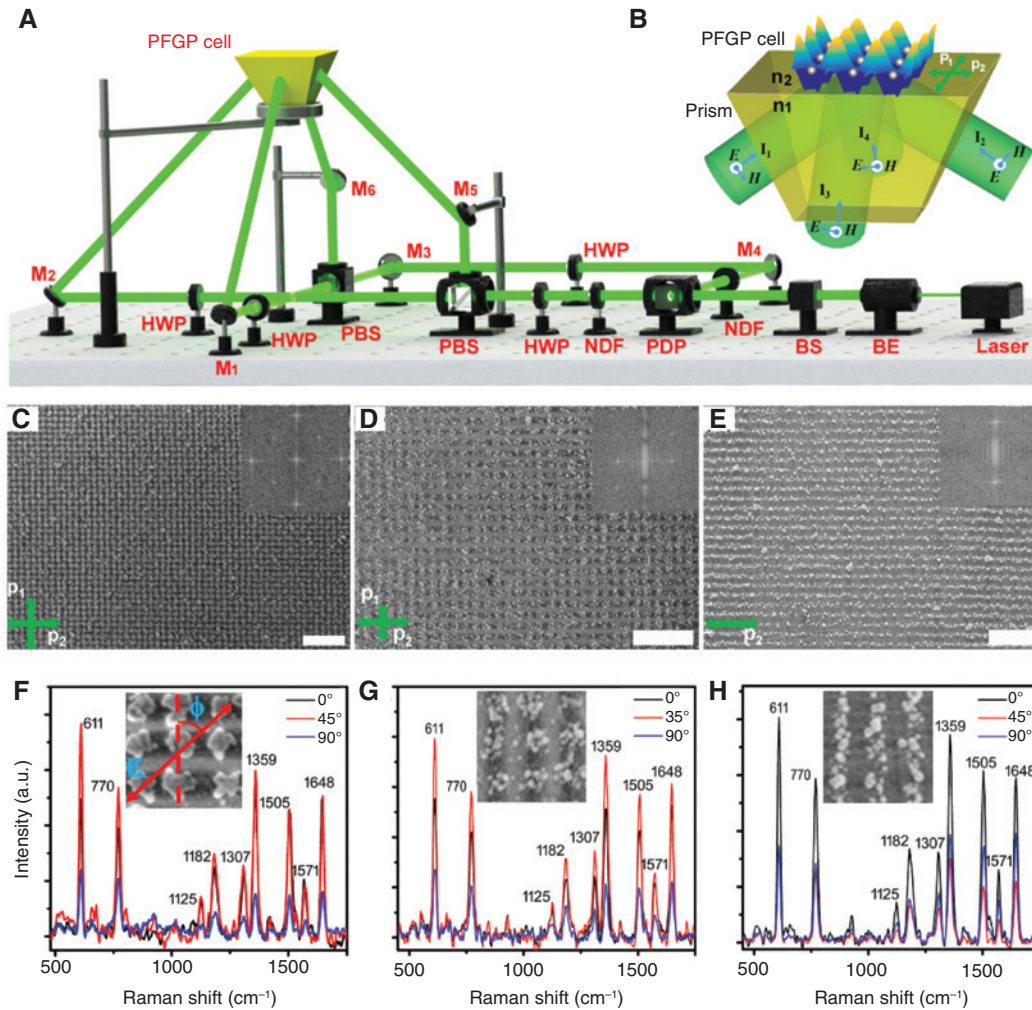 A
PFGP cell
M6
M5
M2
M3
HWP
M4
HWP
HWP
PBS
M1
PBS
HWP
NDF
PDP
NDF
BS
BE
Laser
B
PFGP cell
P1
p2
n2
Prism
n1
I1
E
H
I4
E
H
I2
H
E
I3
E
H
C
p1
p2
D
p1
p2
E
p2
F
Intensity (a.u.)
611
770
1125
1182
1307
1359
1505
1571
1648
ϕ
E
0°
45°
90°
500
1000
1500
Raman shift (cm⁻¹)
G
611
770
1125
1182
1307
1359
1505
1571
1648
0°
35°
90°
500
1000
1500
Raman shift (cm⁻¹)
H
611
770
1125
1182
1307
1359
1505
1571
1648
0°
45°
90°
500
1000
1500
Raman shift (cm⁻¹)